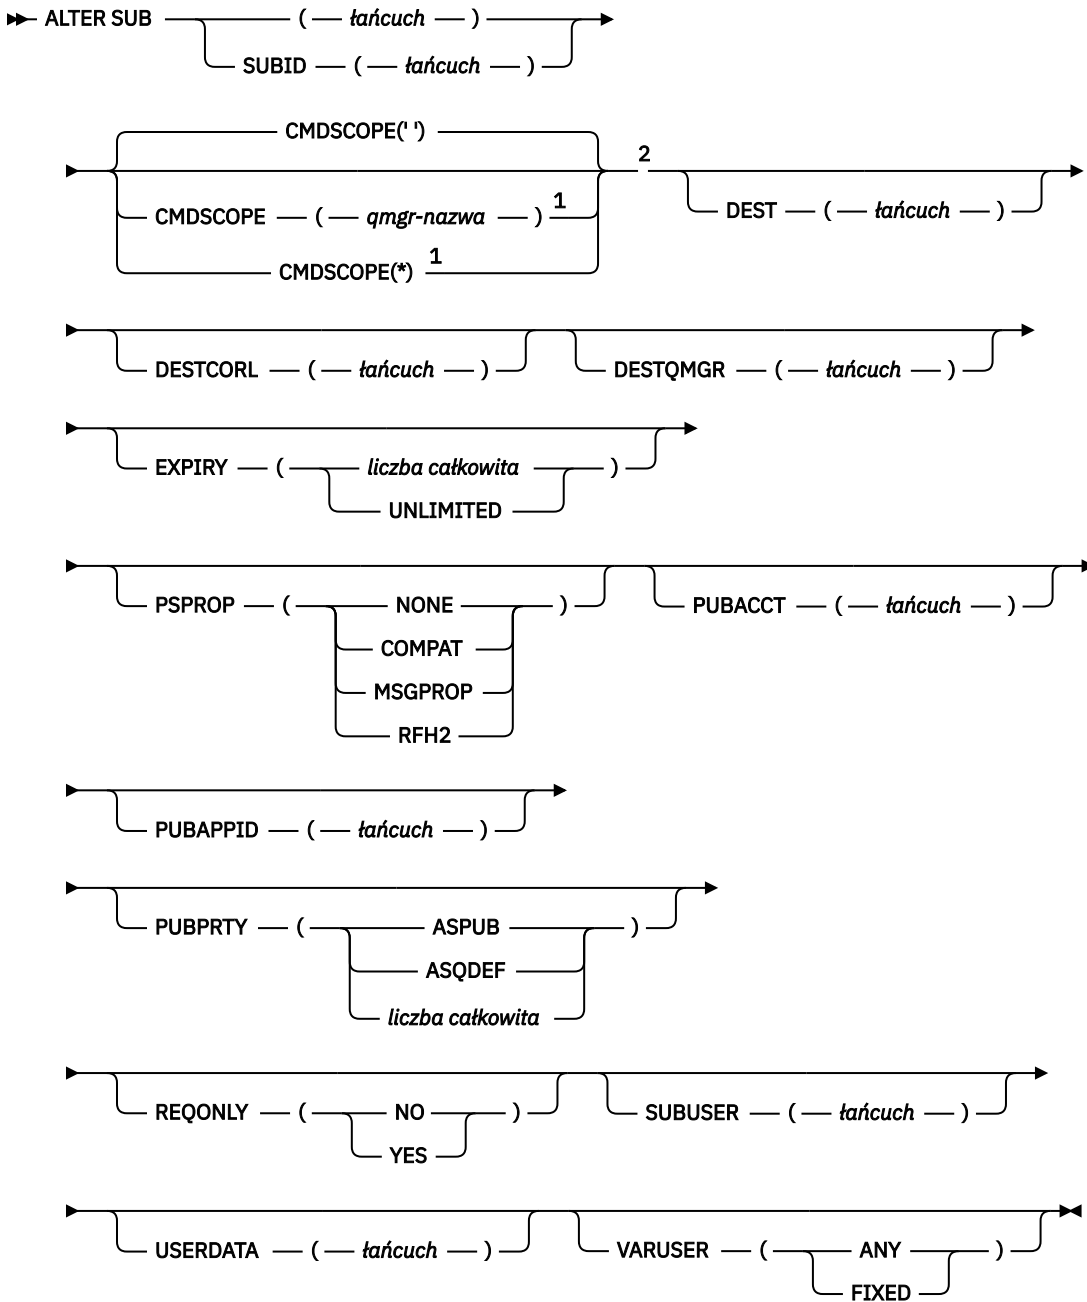 ALTER SUB ( łańcuch )
SUBID ( łańcuch )
CMDSCOPE(' ')
2
CMDSCOPE ( qmgr-nazwa ) 1
DEST ( łańcuch )
CMDSCOPE(*) 1
DESTCORL ( łańcuch ) DESTQMGR ( łańcuch )
EXPIRY ( liczba całkowita )
UNLIMITED
PSPROP ( NONE ) PUBACCT ( łańcuch )
COMPAT
MSGPROP
RFH2
PUBAPPID ( łańcuch )
PUBPRTY ( ASPUB )
ASQDEF
liczba całkowita
REQONLY ( NO ) SUBUSER ( łańcuch )
YES
USERDATA ( łańcuch ) VARUSER ( ANY )
FIXED